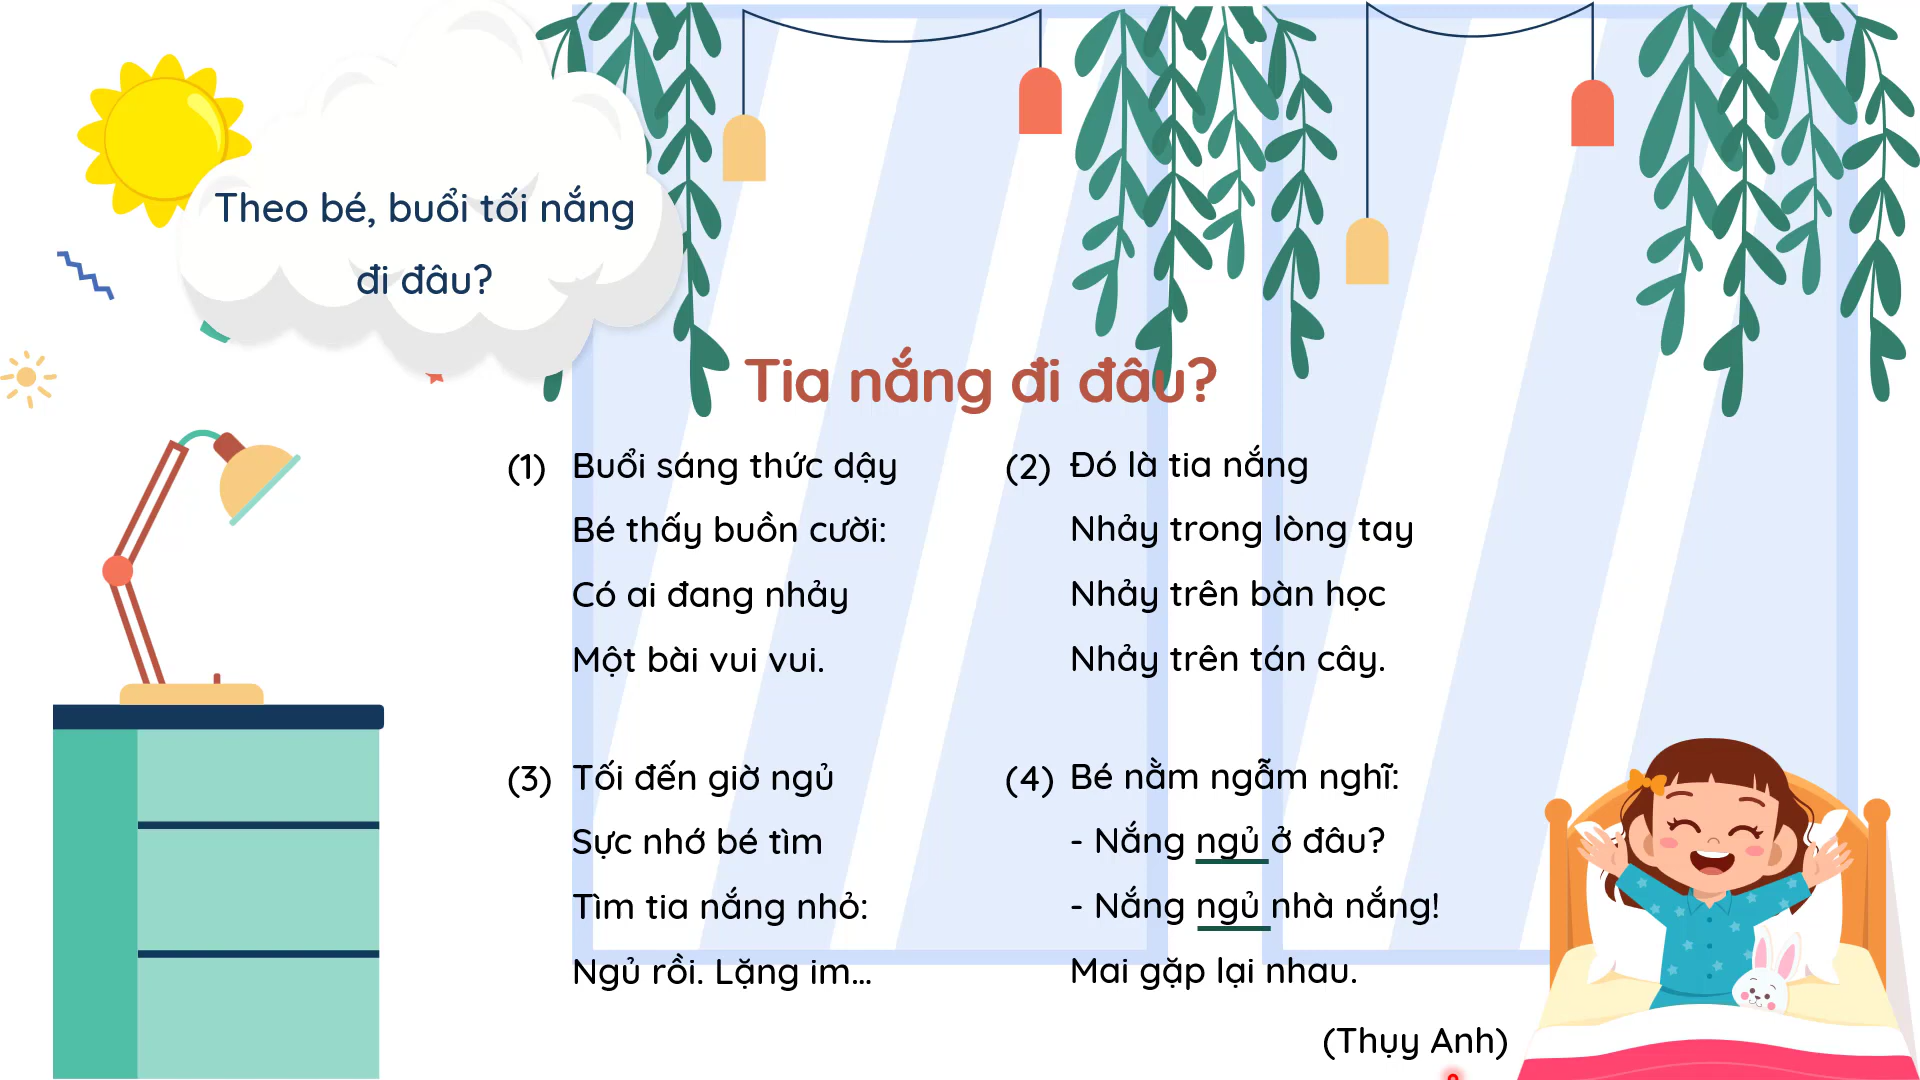 Theo bé, buổi tối nắng
đi đâu?
Tia nắng đi đâu?
(1) Buổi sáng thức dậy
Bé thấy buồn cười:
Có ai đang nhảy
Một bài vui vui.
(2) Đó là tia nắng
Nhảy trong lòng tay
Nhảy trên bàn học
Nhảy trên tán cây.
(3) Tối đến giờ ngủ
Sực nhớ bé tìm
Tìm tia nắng nhỏ:
Ngủ rồi. Lặng im...
(4) Bé nằm ngẫm nghĩ:
- Nắng ngủ ở đâu?
- Nắng ngủ nhà nắng!
Mai gặp lại nhau.
(Thụy Anh)